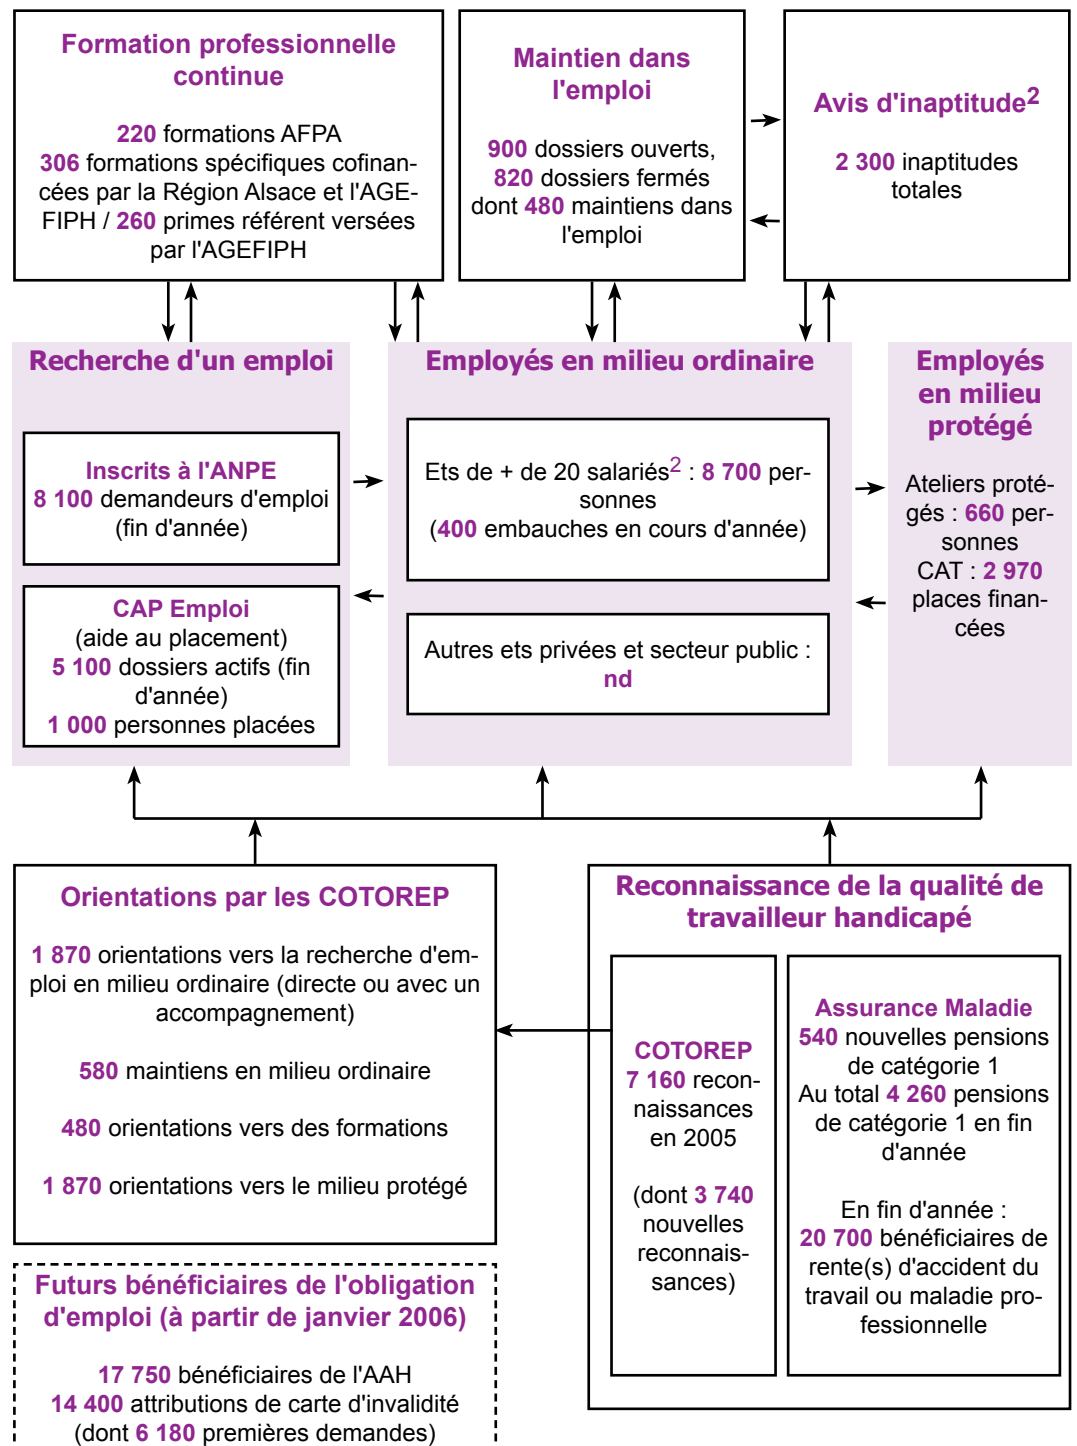 Formation professionnelle
continue
220 formations AFPA
306 formations spécifiques cofinan-
cées par la Région Alsace et l'AGE-
FIPH / 260 primes référent versées
par l'AGEFIPH
Maintien dans
l'emploi
900 dossiers ouverts,
820 dossiers fermés
dont 480 maintiens dans
l'emploi
Avis d'inaptitude2
2 300 inaptitudes
totales
Recherche d'un emploi
Inscrits à l'ANPE
8 100 demandeurs d'emploi
(fin d'année)
CAP Emploi
(aide au placement)
5 100 dossiers actifs (fin
d'année)
1 000 personnes placées
Employés en milieu ordinaire
Ets de + de 20 salariés2 : 8 700 per-
sonnes
(400 embauches en cours d'année)
Autres ets privées et secteur public :
nd
Employés
en milieu
protégé
Ateliers proté-
gés : 660 per-
sonnes
CAT : 2 970
places finan-
cées
Orientations par les COTOREP
1 870 orientations vers la recherche d'em-
ploi en milieu ordinaire (directe ou avec un
accompagnement)
580 maintiens en milieu ordinaire
480 orientations vers des formations
1 870 orientations vers le milieu protégé
Reconnaissance de la qualité de
travailleur handicapé
COTOREP
7 160 recon-
naissances
en 2005
(dont 3 740
nouvelles
reconnais-
sances)
Assurance Maladie
540 nouvelles pensions
de catégorie 1
Au total 4 260 pensions
de catégorie 1 en fin
d'année
En fin d'année :
20 700 bénéficiaires de
rente(s) d'accident du
travail ou maladie pro-
fessionnelle
Futurs bénéficiaires de l'obligation
d'emploi (à partir de janvier 2006)
17 750 bénéficiaires de l'AAH
14 400 attributions de carte d'invalidité
(dont 6 180 premières demandes)